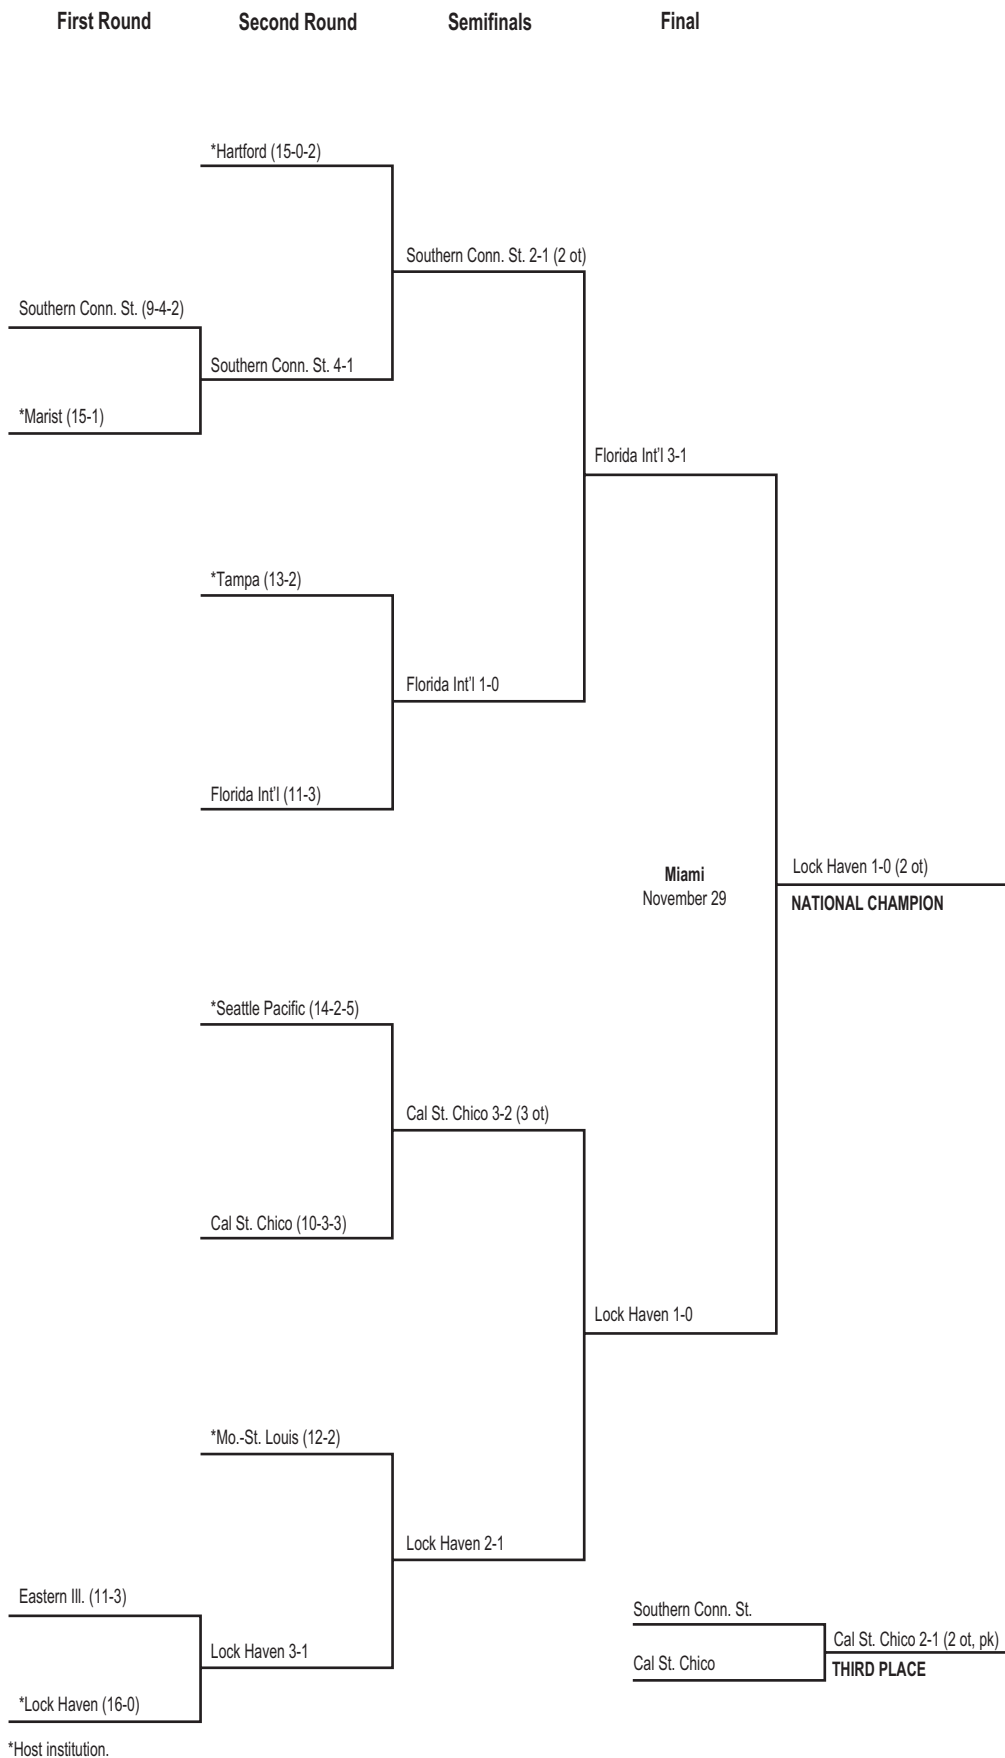 First Round
Second Round
Semifinals
Final
*Hartford (15-0-2)
Southern Conn. St. 2-1 (2 ot)
Southern Conn. St. (9-4-2)
Southern Conn. St. 4-1
*Marist (15-1)
Florida Int’l 3-1
*Tampa (13-2)
Florida Int’l 1-0
Florida Int’l (11-3)
Miami
November 29
Lock Haven 1-0 (2 ot)
NATIONAL CHAMPION
*Seattle Pacific (14-2-5)
Cal St. Chico 3-2 (3 ot)
Cal St. Chico (10-3-3)
Lock Haven 1-0
*Mo.-St. Louis (12-2)
Lock Haven 2-1
Eastern Ill. (11-3)
Lock Haven 3-1
*Lock Haven (16-0)
Southern Conn. St.
Cal St. Chico 2-1 (2 ot, pk)
Cal St. Chico
THIRD PLACE
*Host institution.